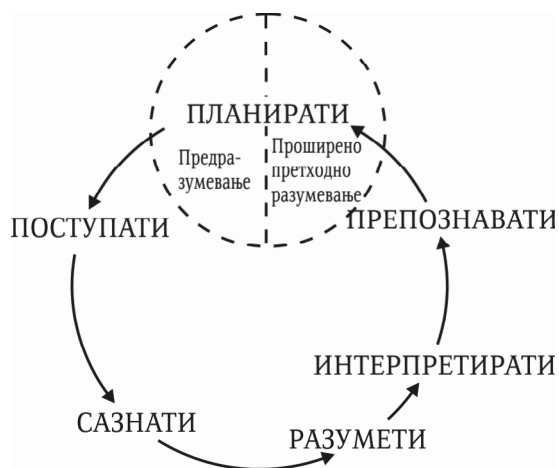 ПЛАНИРАТИ
Предра-
зумевање
Проширено
претходно
разумевање
ПОСТУПАТИ
САЗНАТИ
РАЗУМЕТИ
ИНТЕРПРЕТИРАТИ
ПРЕПОЗНАВАТИ